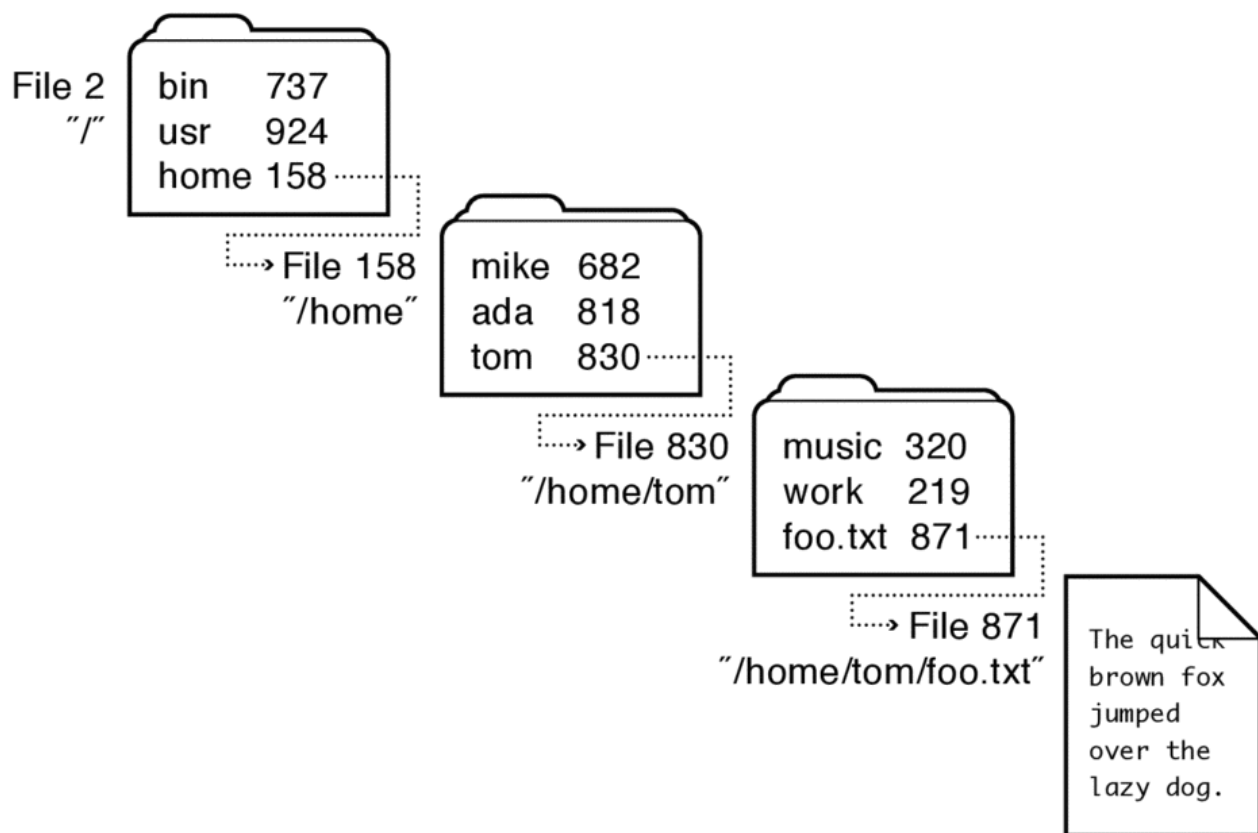 File 2
"/"
bin 737
usr 924
home 158
File 158
"/home"
mike 682
ada 818
tom 830
File 830
"/home/tom"
music 320
work 219
foo.txt 871
File 871
"/home/tom/foo.txt"
The quick
brown fox
jumped
over the
lazy dog.